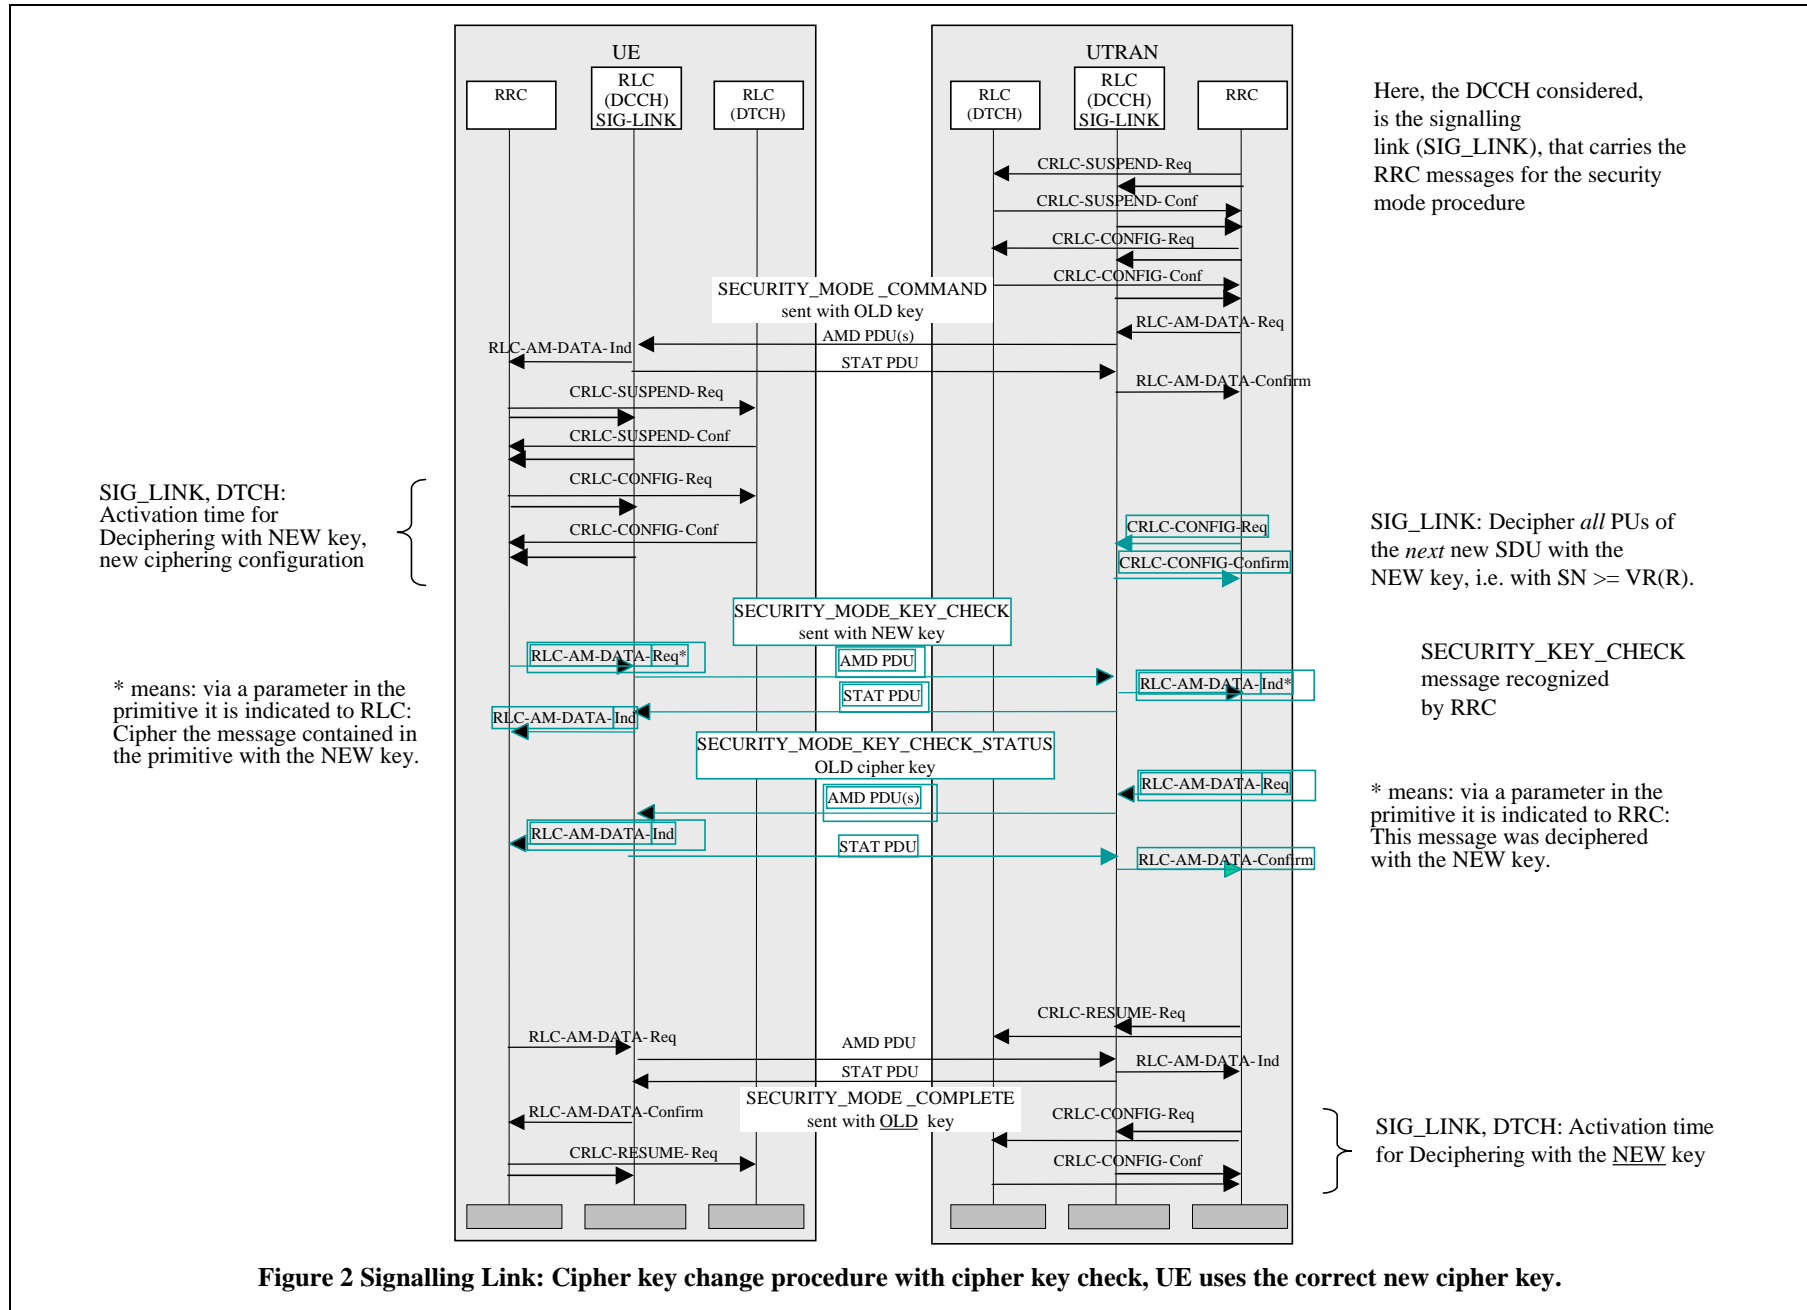 UE
UTRAN
RRC
RLC
(DCCH)
SIG-LINK
RLC
(DTCH)
RLC
(DTCH)
RLC
(DCCH)
SIG-LINK
RRC
Here, the DCCH considered,
is the signalling
link (SIG_LINK), that carries the
RRC messages for the security
mode procedure
CRLC-SUSPEND-Req
CRLC-SUSPEND-Conf
CRLC-CONFIG-Req
CRLC-CONFIG-Conf
SECURITY_MODE _COMMAND
sent with OLD key
RLC-AM-DATA-Req
AMD PDU(s)
RLC-AM-DATA-Ind
STAT PDU
RLC-AM-DATA-Confirm
CRLC-SUSPEND-Req
CRLC-SUSPEND-Conf
CRLC-CONFIG-Req
CRLC-CONFIG-Conf
SIG_LINK, DTCH:
Activation time for
Deciphering with NEW key,
new ciphering configuration
CRLC-CONFIG-Req
CRLC-CONFIG-Confirm
SIG_LINK: Decipher all PUs of
the next new SDU with the
NEW key, i.e. with SN >= VR(R).
SECURITY_MODE_KEY_CHECK
sent with NEW key
RLC-AM-DATA-Req*
AMD PDU
RLC-AM-DATA-Ind*
STAT PDU
RLC-AM-DATA-Ind
SECURITY_KEY_CHECK
message recognized
by RRC
* means: via a parameter in the
primitive it is indicated to RLC:
Cipher the message contained in
the primitive with the NEW key.
SECURITY_MODE_KEY_CHECK_STATUS
OLD cipher key
RLC-AM-DATA-Req
AMD PDU(s)
RLC-AM-DATA-Ind
STAT PDU
RLC-AM-DATA-Confirm
* means: via a parameter in the
primitive it is indicated to RRC:
This message was deciphered
with the NEW key.
CRLC-RESUME-Req
RLC-AM-DATA-Req
AMD PDU
RLC-AM-DATA-Ind
STAT PDU
SECURITY_MODE _COMPLETE
sent with OLD key
RLC-AM-DATA-Confirm
CRLC-CONFIG-Req
CRLC-RESUME-Req
CRLC-CONFIG-Conf
SIG_LINK, DTCH: Activation time
for Deciphering with the NEW key
Figure 2 Signalling Link: Cipher key change procedure with cipher key check, UE uses the correct new cipher key.